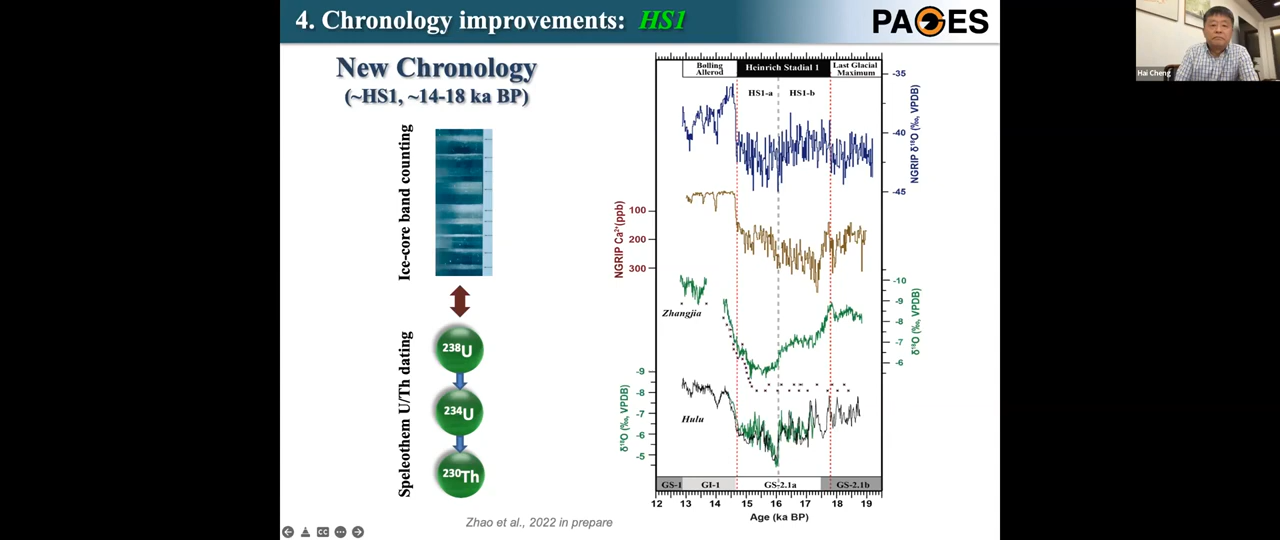 4. Chronology improvements: HS1
PAGES
Hai Cheng
New Chronology
(~HS1, ~14-18 ka BP)
Ice-core band counting
Speleothem U/Th dating
238U
234U
230Th
Bølling
Allerod
Heinrich Stadial 1
Last Glacial
Maximum
HS1-a
HS1-b
-35
-40
-45
NGRIP δ18O (‰, VPDB)
NGRIP Ca2+(ppb)
100
200
300
Zhangjia
-10
-9
-8
-7
-6
δ18O (‰, VPDB)
Hulu
-9
-8
-7
-6
-5
δ18O (‰, VPDB)
GS-1
GI-1
GS-2.1a
GS-2.1b
12 13 14 15 16 17 18 19
Age (ka BP)
Zhao et al., 2022 in prepare
CC